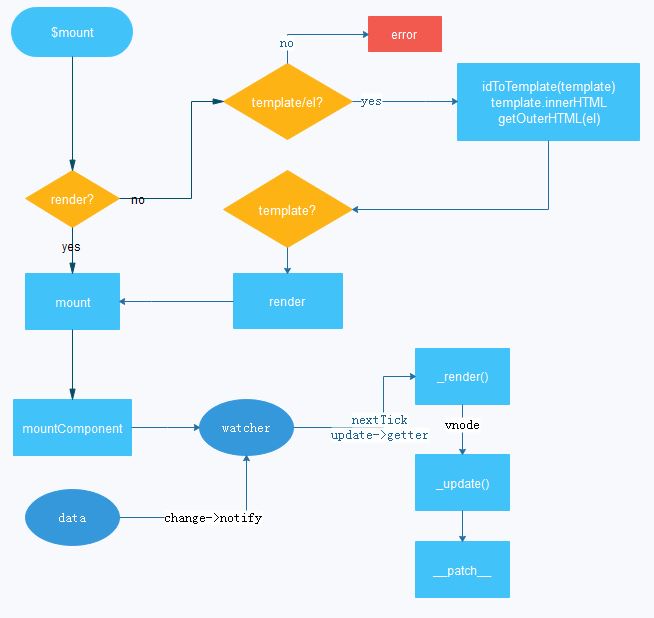 $mount
no
error
template/el?
yes
idToTemplate(template)
template.innerHTML
getOuterHTML(el)
render?
no
template?
yes
mount
render
_render()
nextTick
update->getter
vnode
mountComponent
watcher
_update()
data
change->notify
__patch__